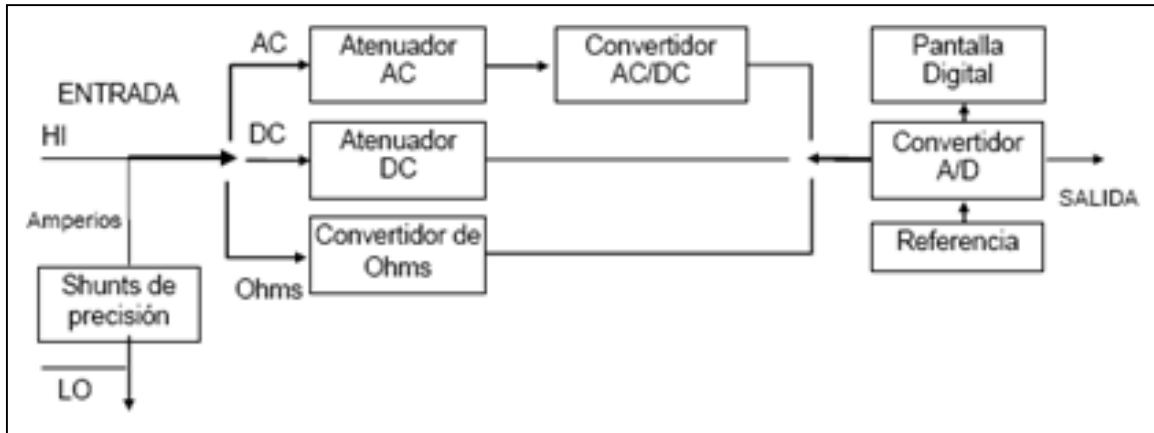 ENTRADA
HI
Amperios
Shunts de
precisión
LO
AC
DC
Ohms
Atenuador
AC
Convertidor
AC/DC
Atenuador
DC
Convertidor de
Ohms
Pantalla
Digital
Convertidor
A/D
SALIDA
Referencia